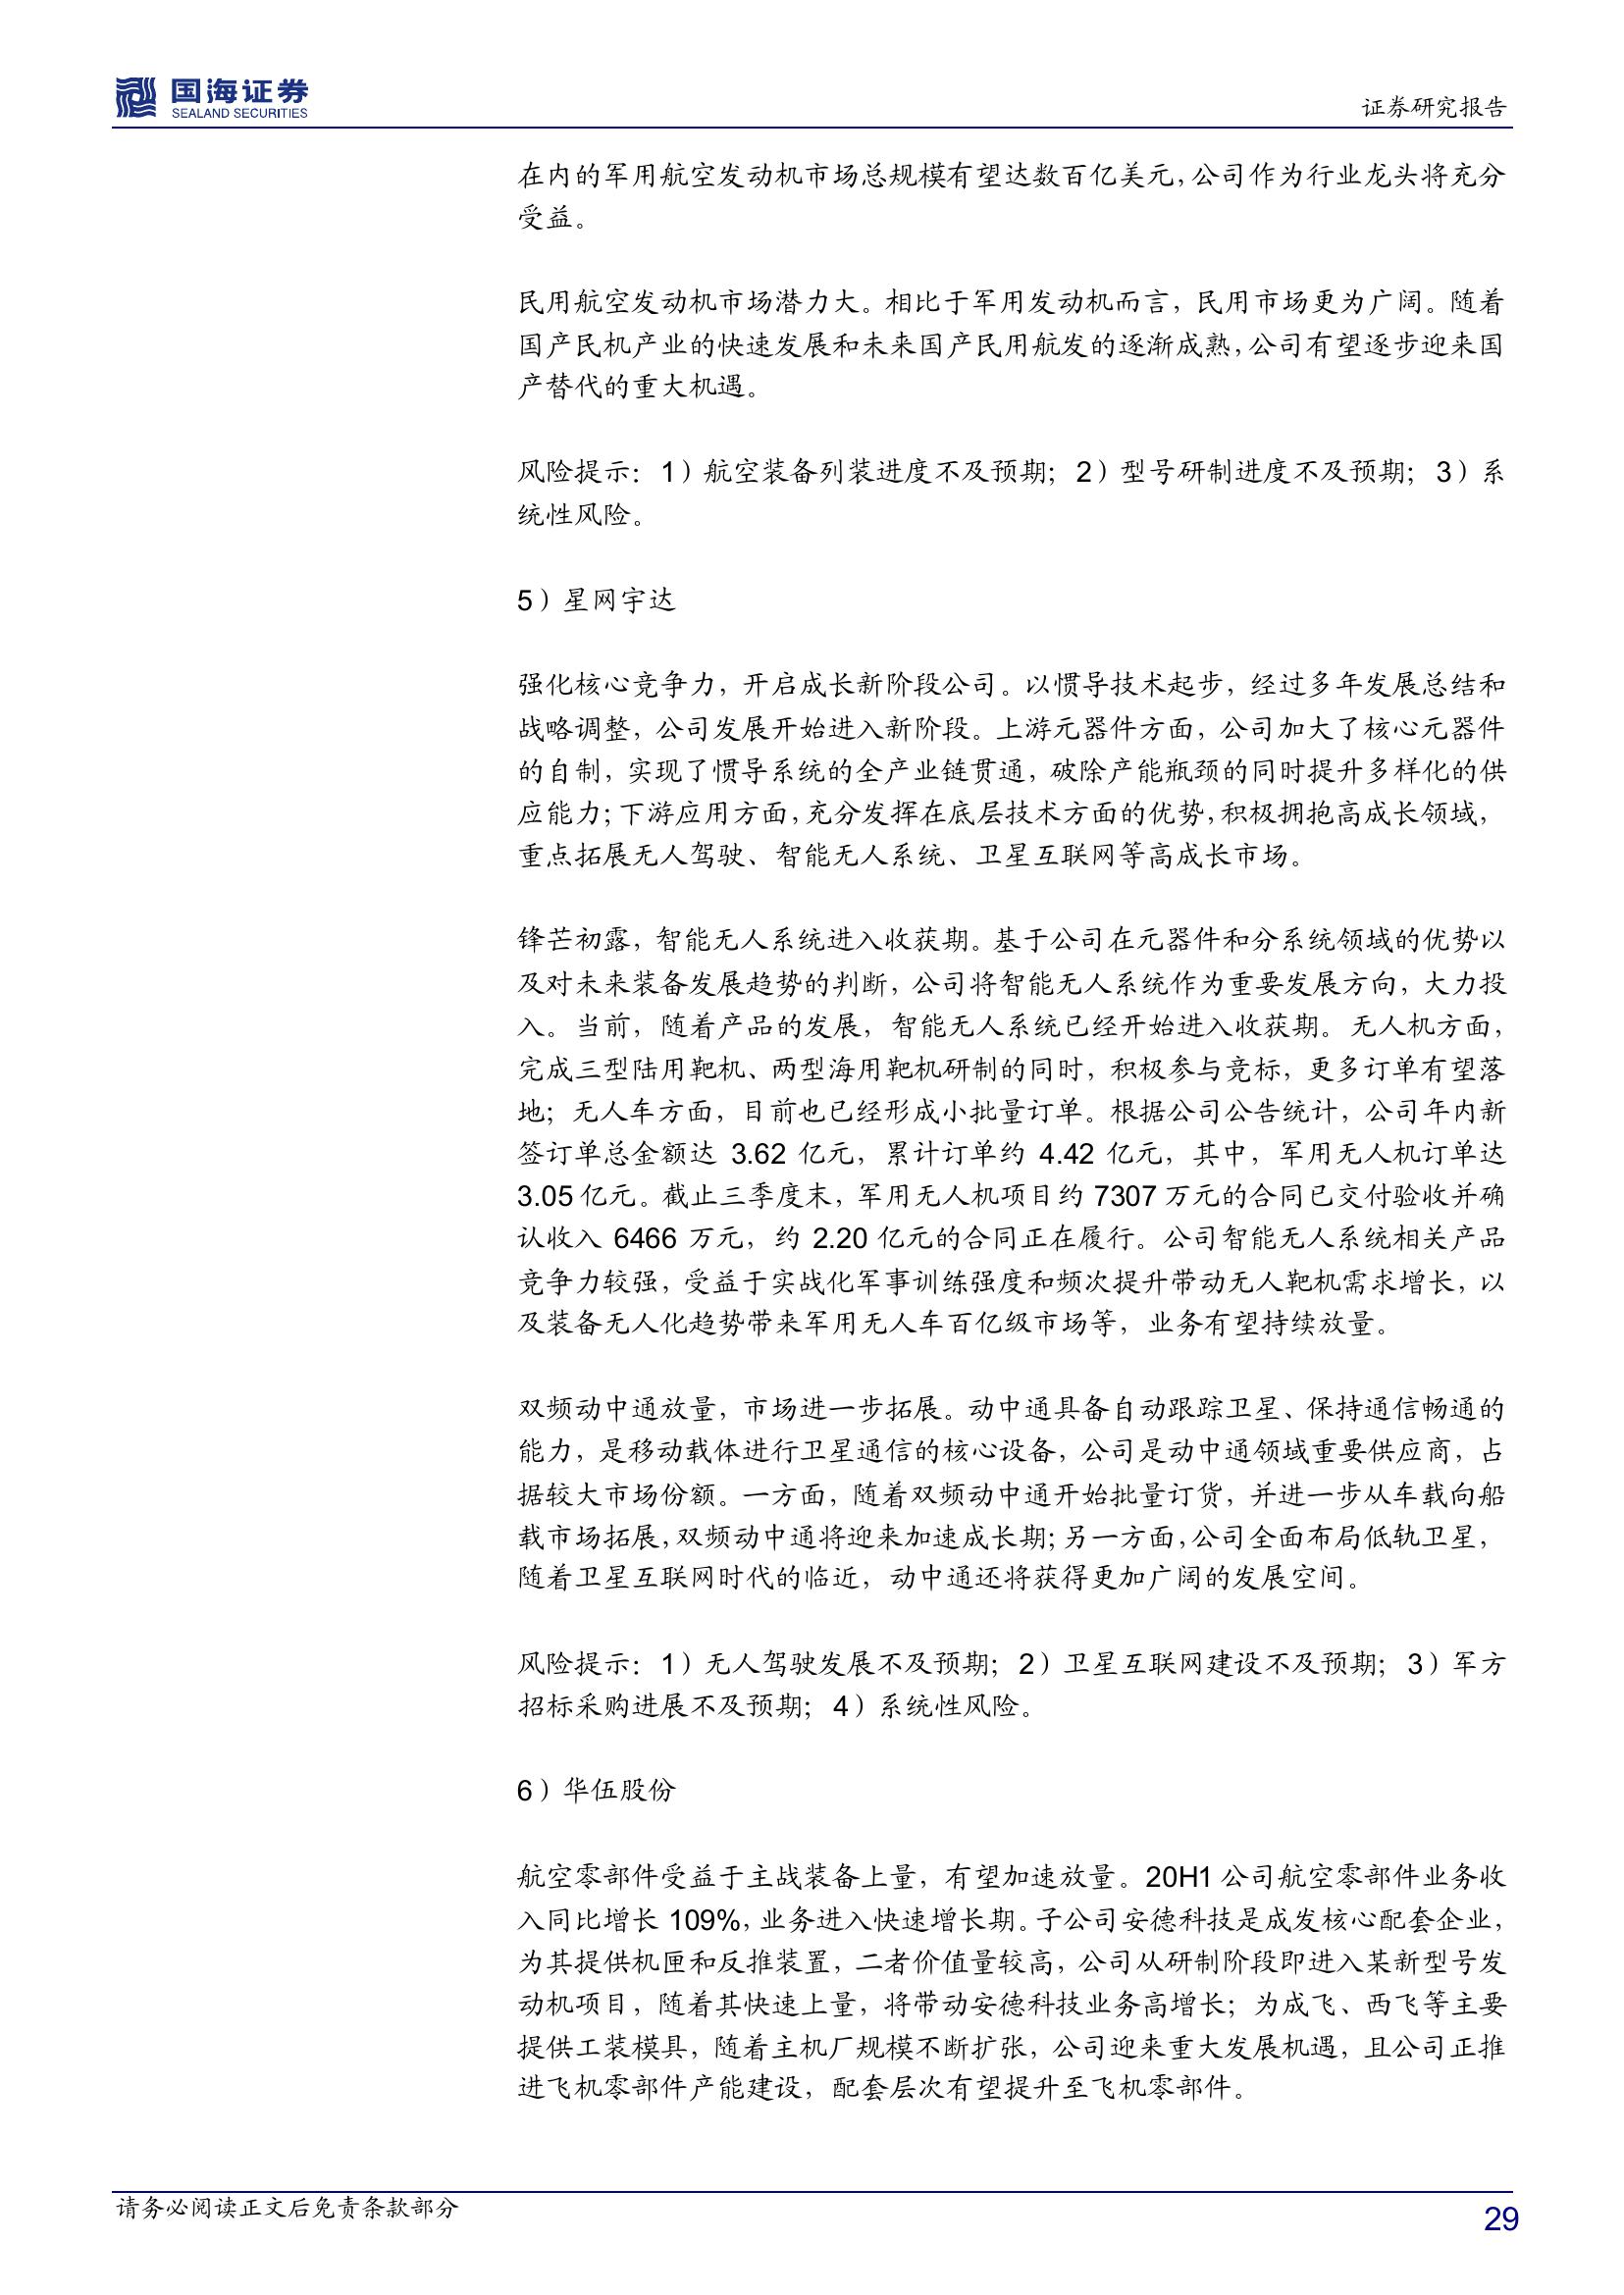 国海证券
SEALAND SECURITIES
证券研究报告
在内的军用航空发动机市场总规模有望达数百亿美元，公司作为行业龙头将充分
受益。
民用航空发动机市场潜力大。相比于军用发动机而言，民用市场更为广阔。随着
国产民机产业的快速发展和未来国产民用航发的逐渐成熟，公司有望逐步迎来国
产替代的重大机遇。
风险提示：1）航空装备列装进度不及预期；2）型号研制进度不及预期；3）系
统性风险。
5）星网宇达
强化核心竞争力，开启成长新阶段公司。以惯导技术起步，经过多年发展总结和
战略调整，公司发展开始进入新阶段。上游元器件方面，公司加大了核心元器件
的自制，实现了惯导系统的全产业链贯通，破除产能瓶颈的同时提升多样化的供
应能力；下游应用方面，充分发挥在底层技术方面的优势，积极拥抱高成长领域，
重点拓展无人驾驶、智能无人系统、卫星互联网等高成长市场。
锋芒初露，智能无人系统进入收获期。基于公司在元器件和分系统领域的优势以
及对未来装备发展趋势的判断，公司将智能无人系统作为重要发展方向，大力投
入。当前，随着产品的发展，智能无人系统已经开始进入收获期。无人机方面，
完成三型陆用靶机、两型海用靶机研制的同时，积极参与竞标，更多订单有望落
地；无人车方面，目前也已经形成小批量订单。根据公司公告统计，公司年内新
签订单总金额达 3.62 亿元，累计订单约 4.42 亿元，其中，军用无人机订单达
3.05 亿元。截止三季度末，军用无人机项目约 7307 万元的合同已交付验收并确
认收入 6466 万元，约 2.20 亿元的合同正在履行。公司智能无人系统相关产品
竞争力较强，受益于实战化军事训练强度和频次提升带动无人靶机需求增长，以
及装备无人化趋势带来军用无人车百亿级市场等，业务有望持续放量。
双频动中通放量，市场进一步拓展。动中通具备自动跟踪卫星、保持通信畅通的
能力，是移动载体进行卫星通信的核心设备，公司是动中通领域重要供应商，占
据较大市场份额。一方面，随着双频动中通开始批量订货，并进一步从车载向船
载市场拓展，双频动中通将迎来加速成长期；另一方面，公司全面布局低轨卫星，
随着卫星互联网时代的临近，动中通还将获得更加广阔的发展空间。
风险提示：1）无人驾驶发展不及预期；2）卫星互联网建设不及预期；3）军方
招标采购进展不及预期；4）系统性风险。
6）华伍股份
航空零部件受益于主战装备上量，有望加速放量。20H1 公司航空零部件业务收
入同比增长 109%，业务进入快速增长期。子公司安德科技是成发核心配套企业，
为其提供机匣和反推装置，二者价值量较高，公司从研制阶段即进入某新型号发
动机项目，随着其快速上量，将带动安德科技业务高增长；为成飞、西飞等主要
提供工装模具，随着主机厂规模不断扩张，公司迎来重大发展机遇，且公司正推
进飞机零部件产能建设，配套层次有望提升至飞机零部件。
请务必阅读正文后免责条款部分
29